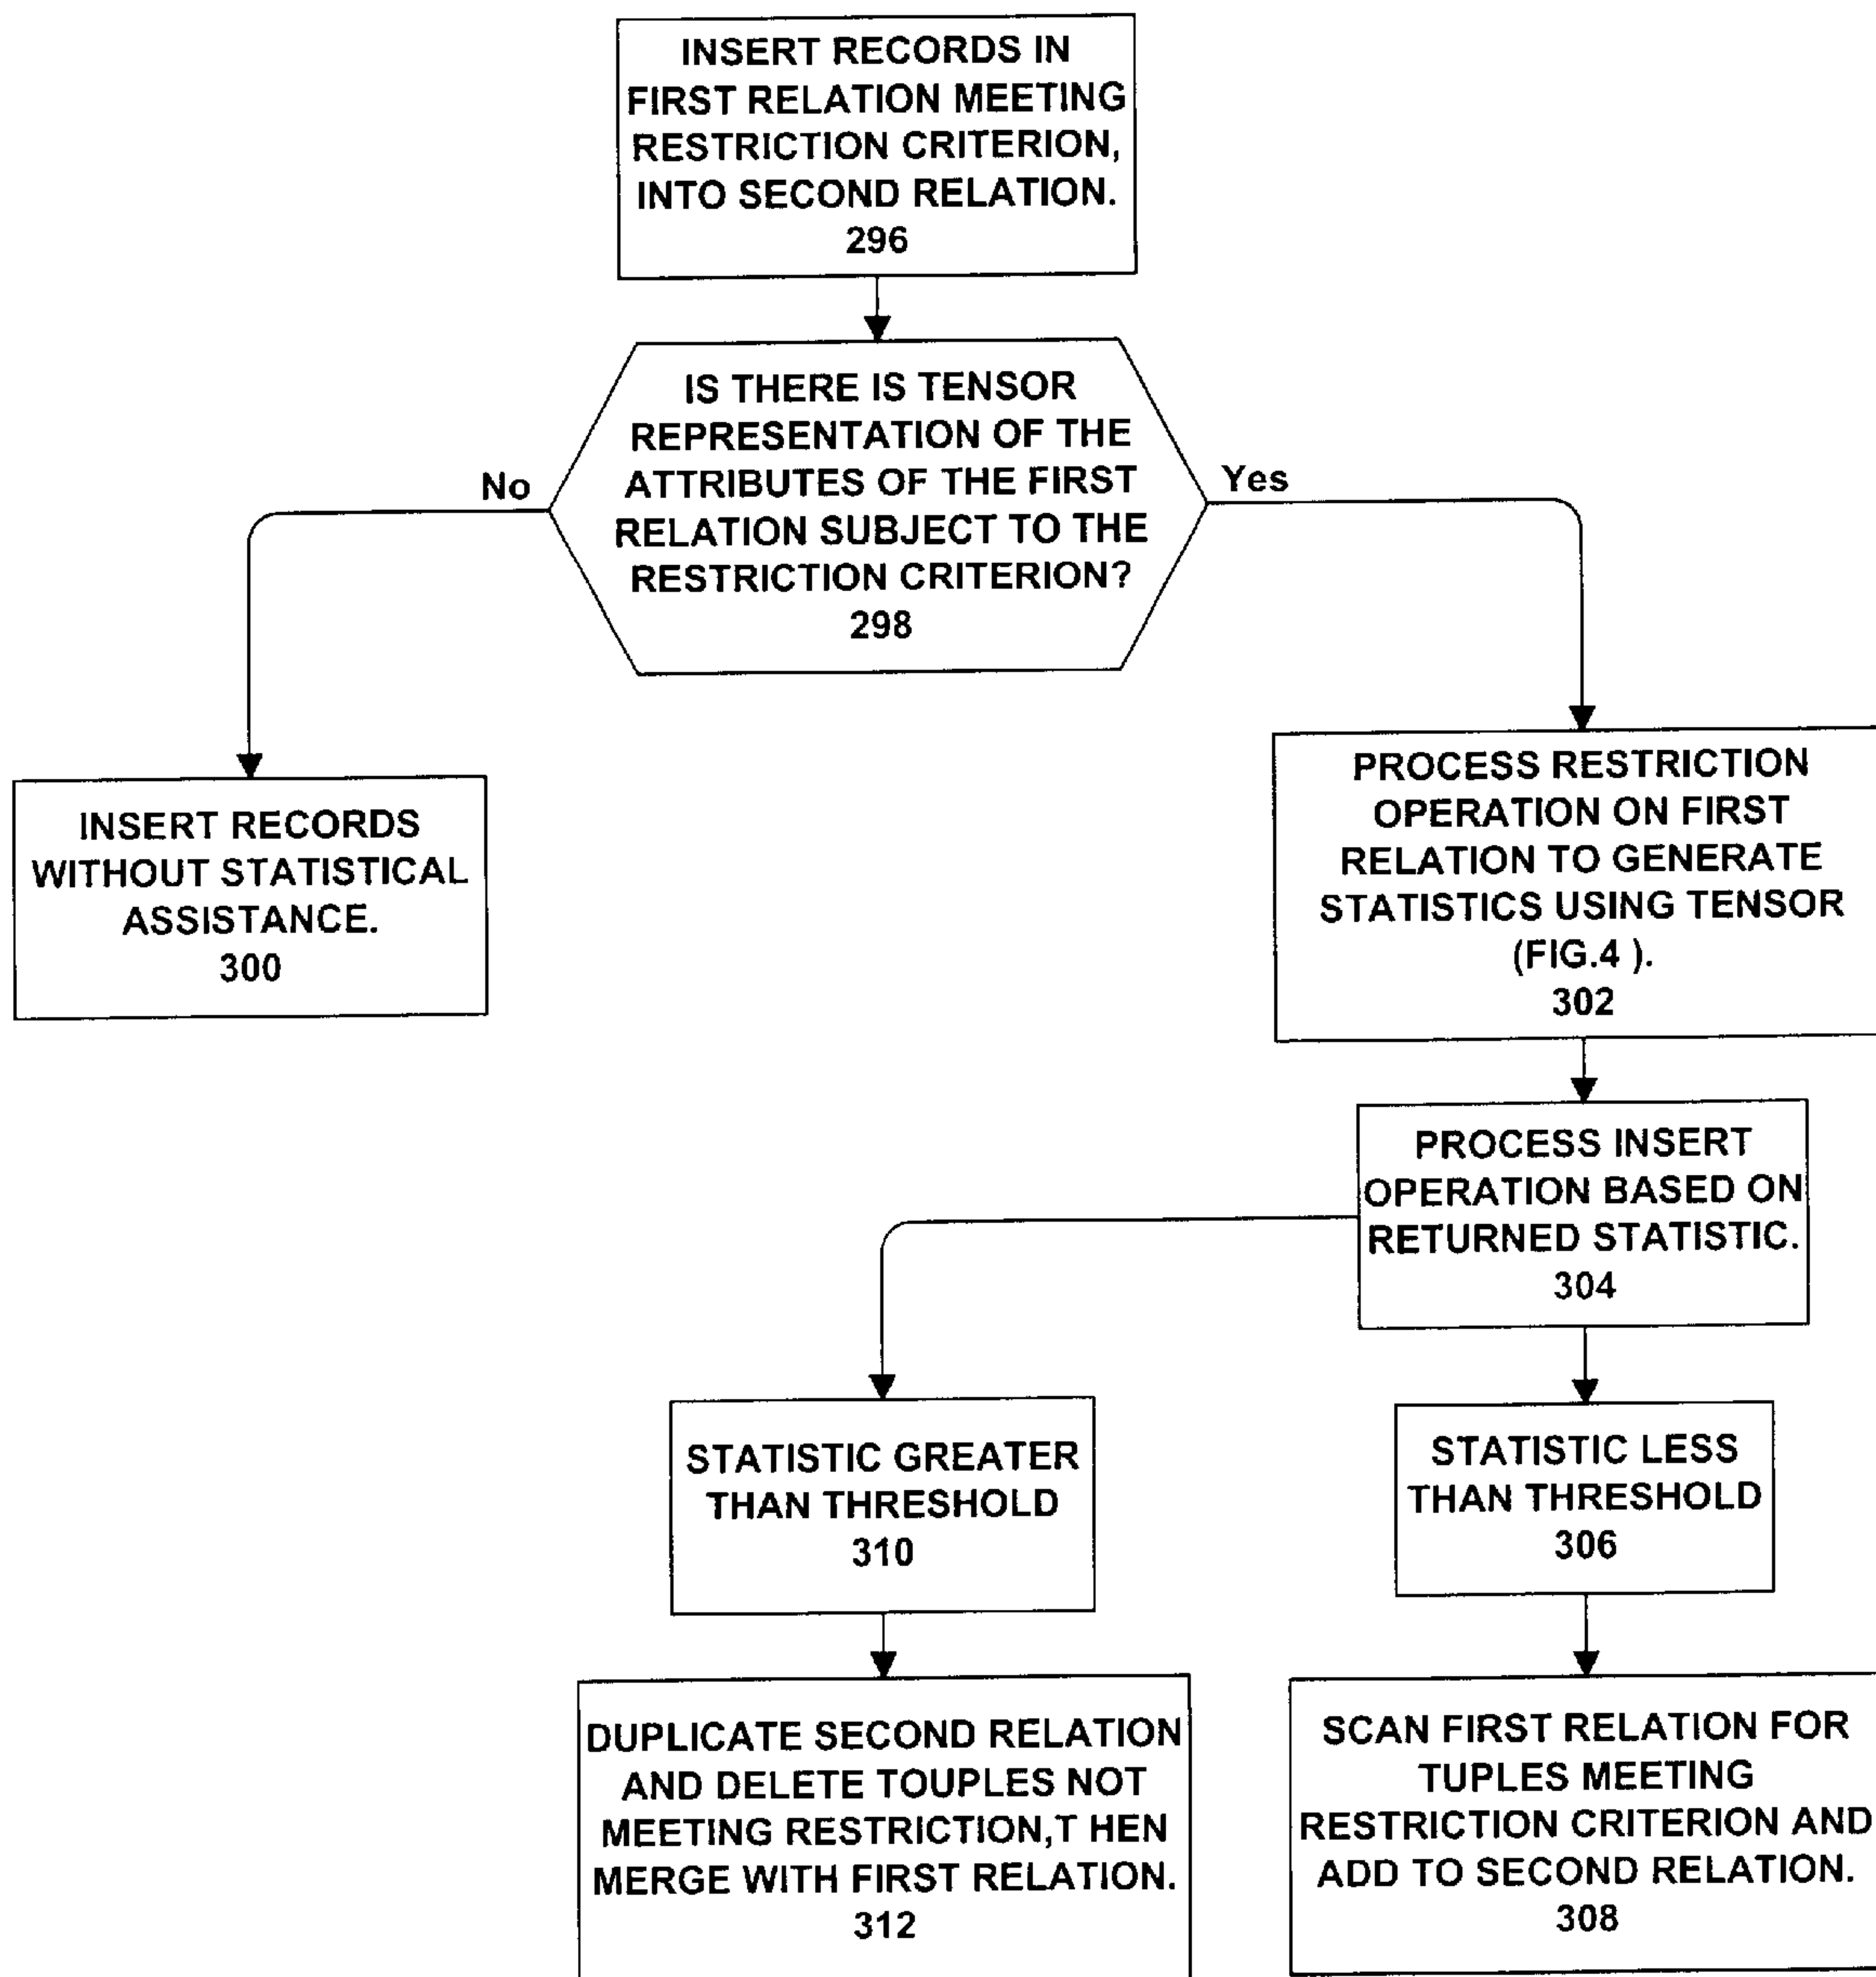 INSERT RECORDS IN
FIRST RELATION MEETING
RESTRICTION CRITERION,
INTO SECOND RELATION.
296
IS THERE IS TENSOR
REPRESENTATION OF THE
ATTRIBUTES OF THE FIRST
RELATION SUBJECT TO THE
RESTRICTION CRITERION?
298
No
Yes
INSERT RECORDS
WITHOUT STATISTICAL
ASSISTANCE.
300
PROCESS RESTRICTION
OPERATION ON FIRST
RELATION TO GENERATE
STATISTICS USING TENSOR
(FIG.4 ).
302
PROCESS INSERT
OPERATION BASED ON
RETURNED STATISTIC.
304
STATISTIC GREATER
THAN THRESHOLD
310
STATISTIC LESS
THAN THRESHOLD
306
DUPLICATE SECOND RELATION
AND DELETE TOUPLES NOT
MEETING RESTRICTION,T HEN
MERGE WITH FIRST RELATION.
312
SCAN FIRST RELATION FOR
TUPLES MEETING
RESTRICTION CRITERION AND
ADD TO SECOND RELATION.
308